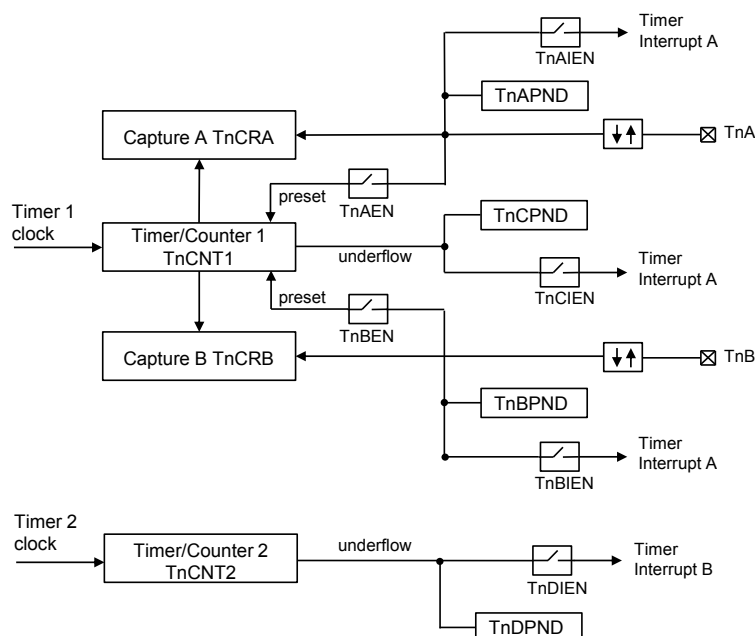 Timer
Interrupt A
TnAIEN
TnAPND
Capture A TnCRA
TnA
preset
TnAEN
Timer 1
clock
Timer/Counter 1
TnCNT1
underflow
TnCPND
Timer
Interrupt A
TnCIEN
preset
TnBEN
Capture B TnCRB
TnB
TnBPND
Timer
Interrupt A
TnBIEN
Timer 2
clock
Timer/Counter 2
TnCNT2
underflow
Timer
Interrupt B
TnDIEN
TnDPND